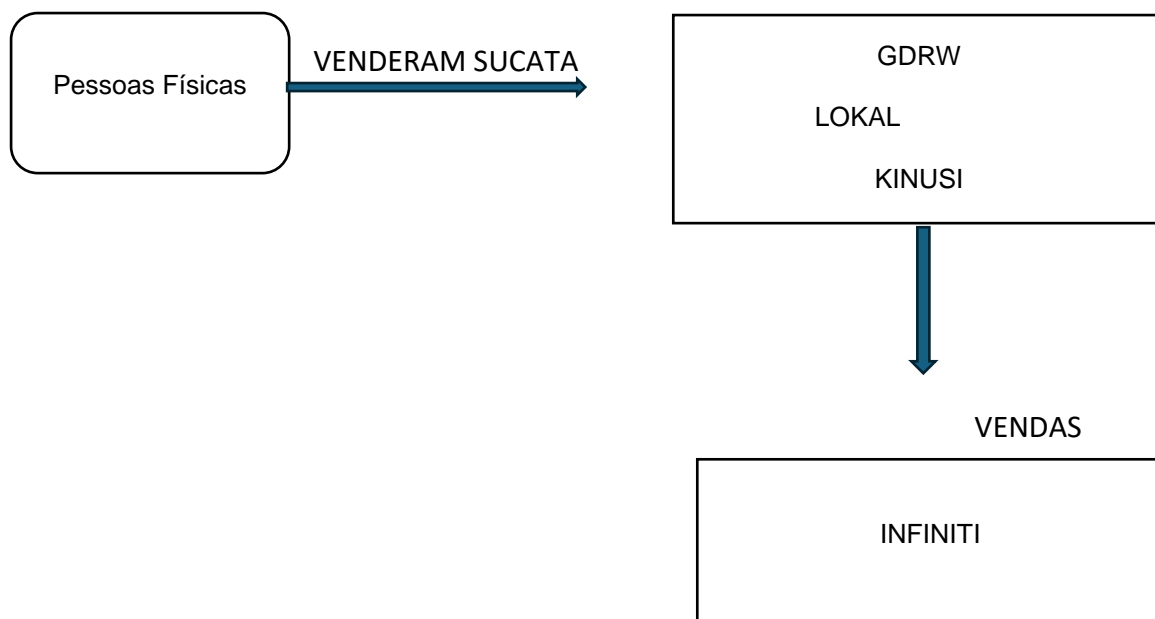 Pessoas Físicas
VENDERAM SUCATA
GDRW
LOKAL
KINUSI
VENDAS
INFINITI